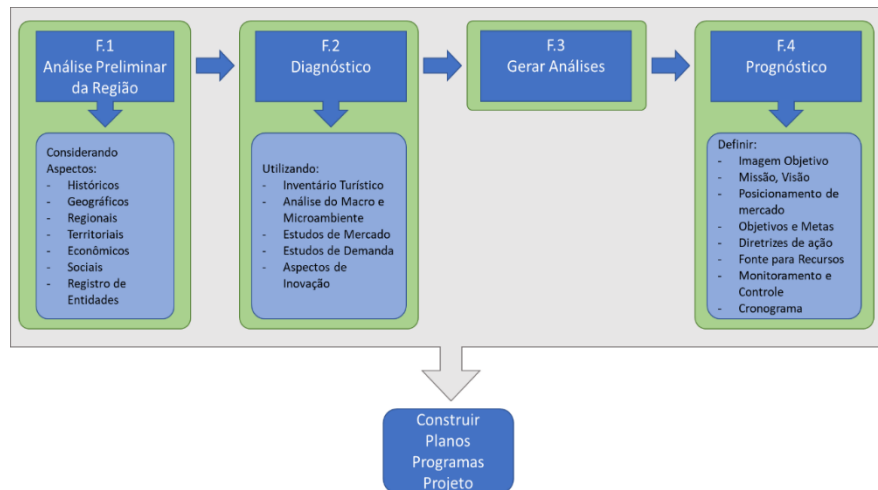 F.1
Análise Preliminar
da Região
F.2
Diagnóstico
F.3
Gerar Análises
F.4
Prognóstico
Considerando
Aspectos:
- Históricos
- Geográficos
- Regionais
- Territoriais
- Econômicos
- Sociais
- Registro de
Entidades
Utilizando:
- Inventário Turístico
- Análise do Macro e
Microambiente
- Estudos de Mercado
- Estudos de Demanda
- Aspectos de
Inovação
Definir:
- Imagem Objetivo
- Missão, Visão
- Posicionamento de
mercado
- Objetivos e Metas
- Diretrizes de ação
- Fonte para Recursos
- Monitoramento e
Controle
- Cronograma
Construir
Planos
Programas
Projeto